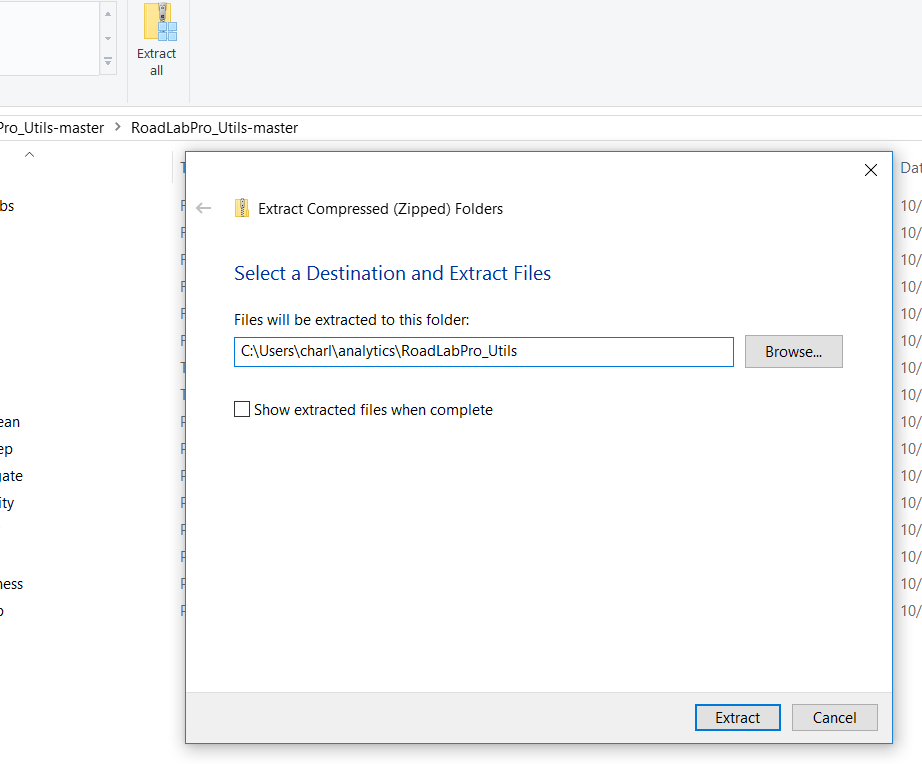 Extract
all
Pro_Utils-master > RoadLabPro_Utils-master
Extract Compressed (Zipped) Folders
Select a Destination and Extract Files
Files will be extracted to this folder:
C:\Users\charl\analytics\RoadLabPro_Utils
Browse...
Show extracted files when complete
Extract
Cancel
Dat
bs
10/
10/
10/
10/
10/
10/
10/
10/
ean
10/
ep
10/
gate
10/
ity
10/
10/
10/
ness
10/
10/